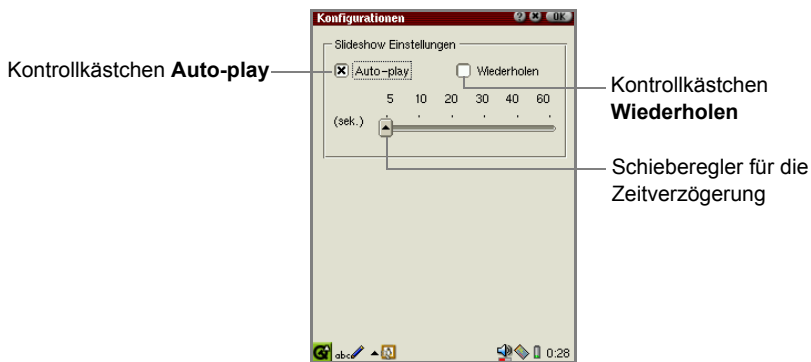 Konfigurationen ? x OK
Slideshow Einstellungen
Kontrollkästchen Auto-play
Auto-play Wiederholen
Kontrollkästchen
Wiederholen
5 10 20 30 40 60
(sek.)
Schieberegler für die
Zeitverzögerung
abc 0:28